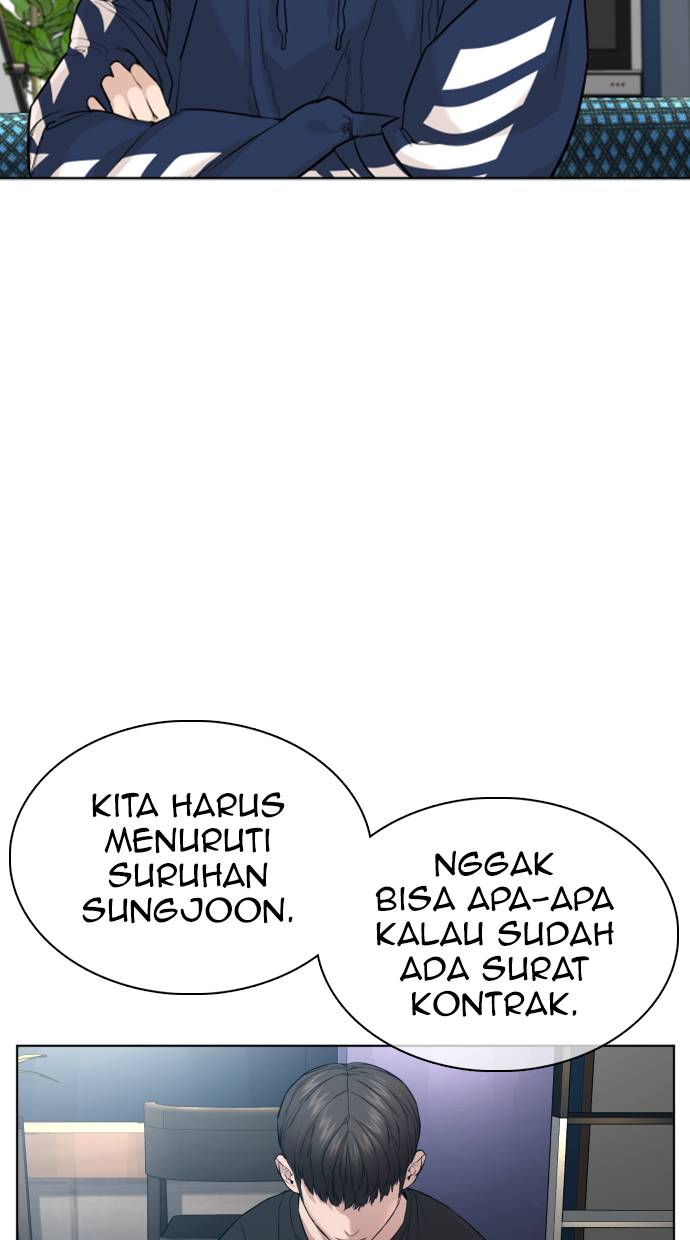 KITA HARUS
MENURUTI
SURUHAN
SUNGJOON.
NGGAK
BISA APA-APA
KALAU SUDAH
ADA SURAT
KONTRAK.